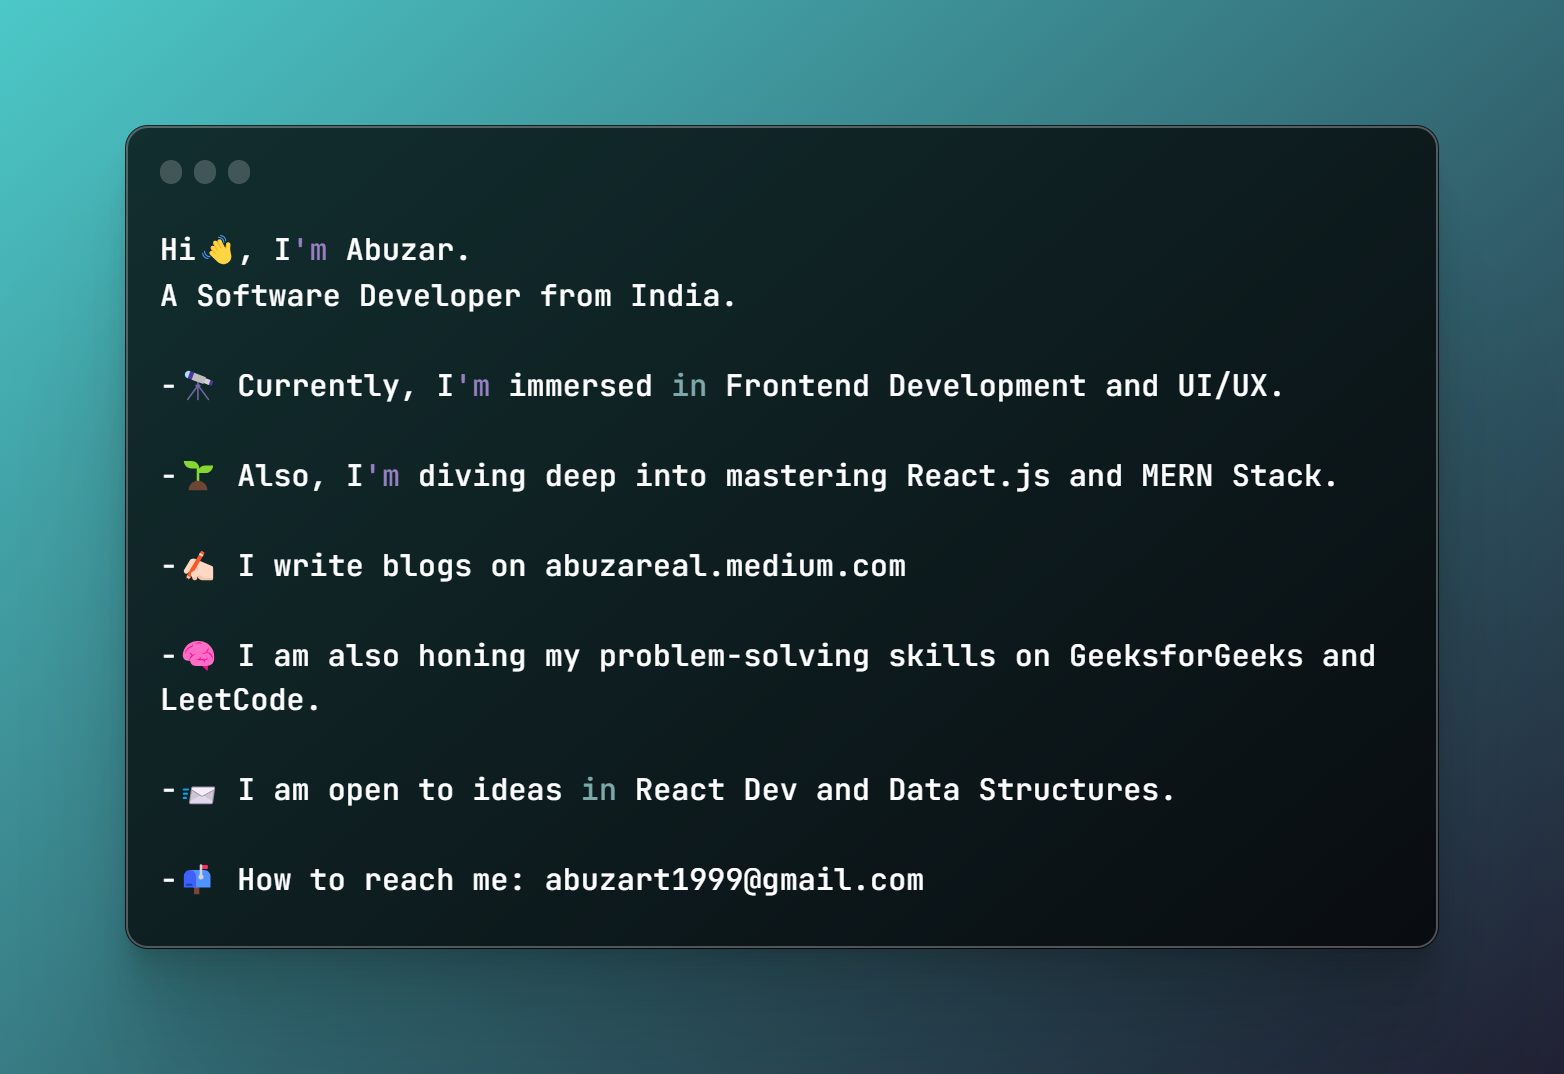 Hi👋, I'm Abuzar.
A Software Developer from India.
-🔭 Currently, I'm immersed in Frontend Development and UI/UX.
-🌱 Also, I'm diving deep into mastering React.js and MERN Stack.
-✍🏻 I write blogs on abuzareal.medium.com
-🧠 I am also honing my problem-solving skills on GeeksforGeeks and
LeetCode.
-📨 I am open to ideas in React Dev and Data Structures.
-📫 How to reach me: abuzart1999@gmail.com